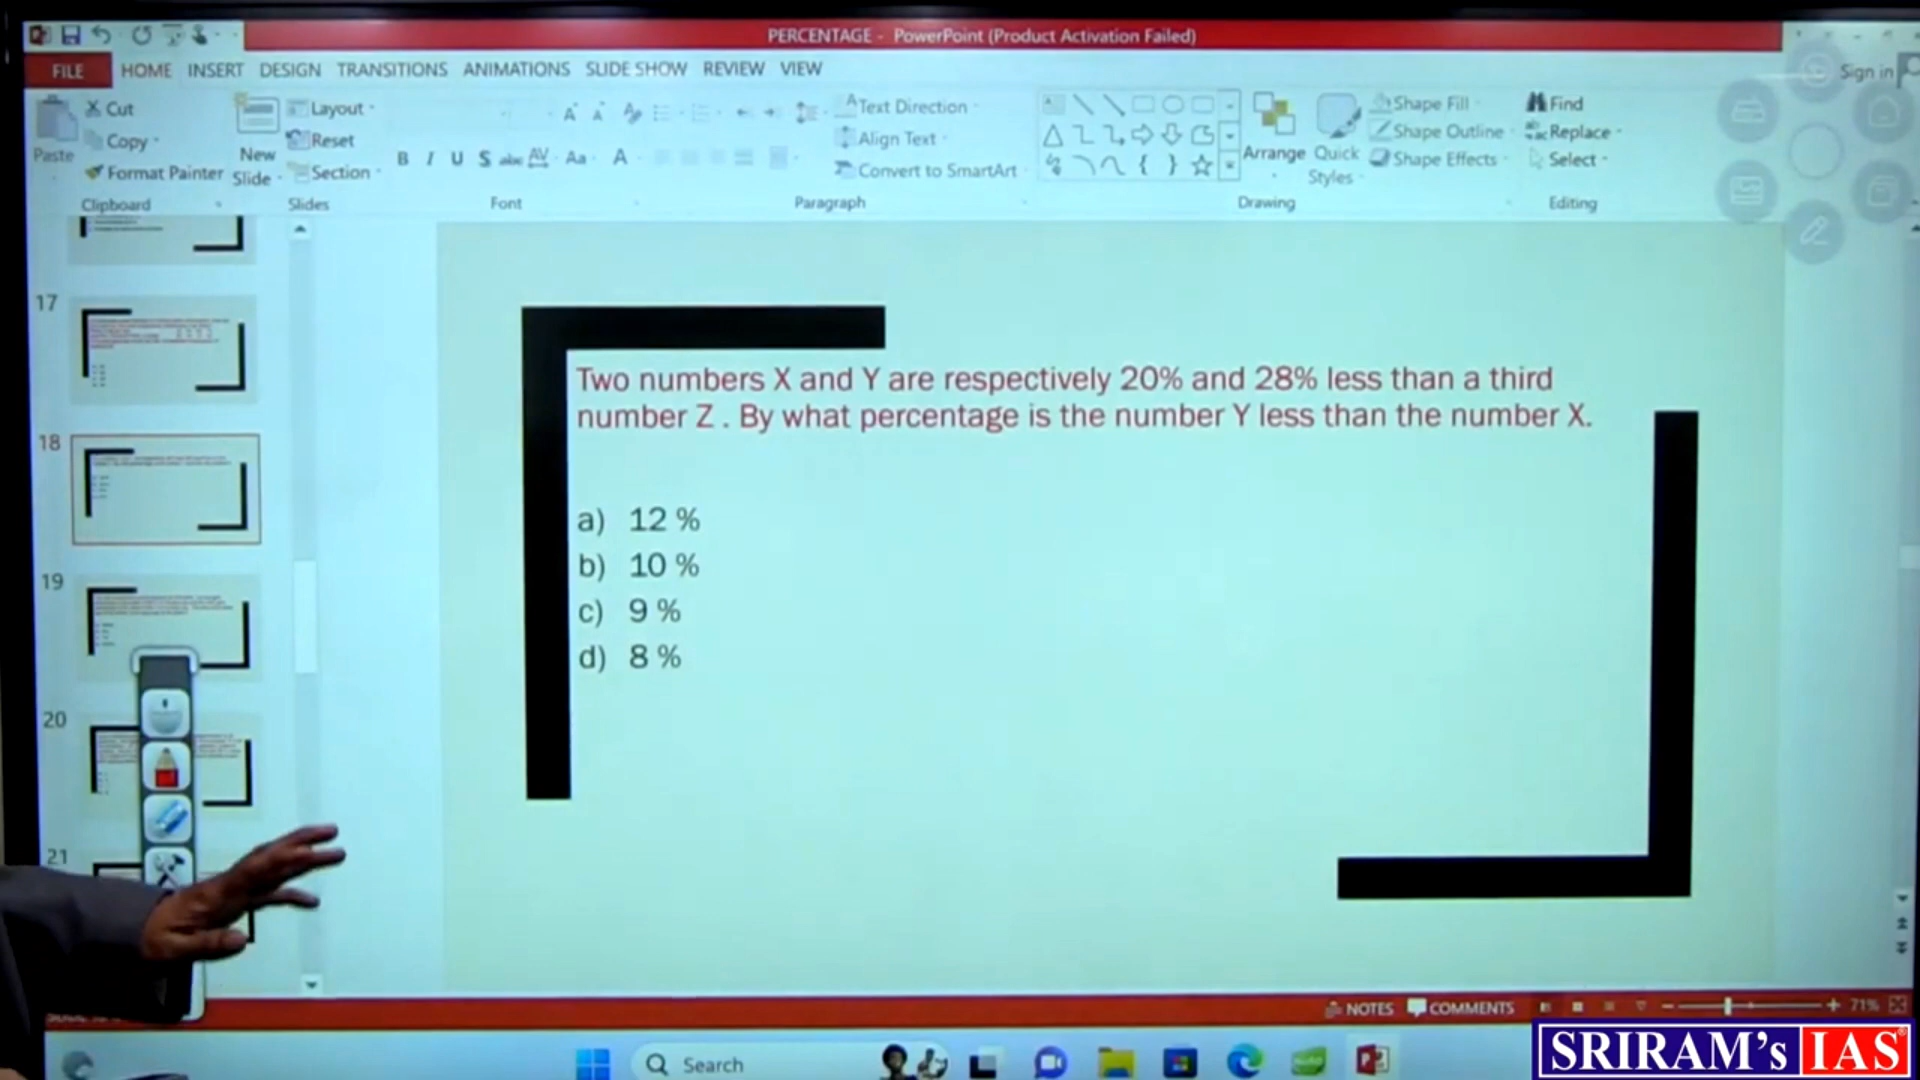 PERCENTAGE - PowerPoint (Product Activation Failed)
FILE HOME INSERT DESIGN TRANSITIONS ANIMATIONS SLIDE SHOW REVIEW VIEW
Sign in
Cut
Copy
Format Painter
Paste
Clipboard
New
Slide
Layout
Reset
Section
Slides
B I U S abc AV Aa A
Font
Text Direction
Align Text
Convert to SmartArt
Paragraph
Arrange
Quick
Styles
Shape Fill
Shape Outline
Shape Effects
Drawing
Find
Replace
Select
Editing
17
18
19
20
21
Two numbers X and Y are respectively 20% and 28% less than a third
number Z . By what percentage is the number Y less than the number X.
a) 12 %
b) 10 %
c) 9 %
d) 8 %
NOTES COMMENTS 71%
Search
SRIRAM's IAS